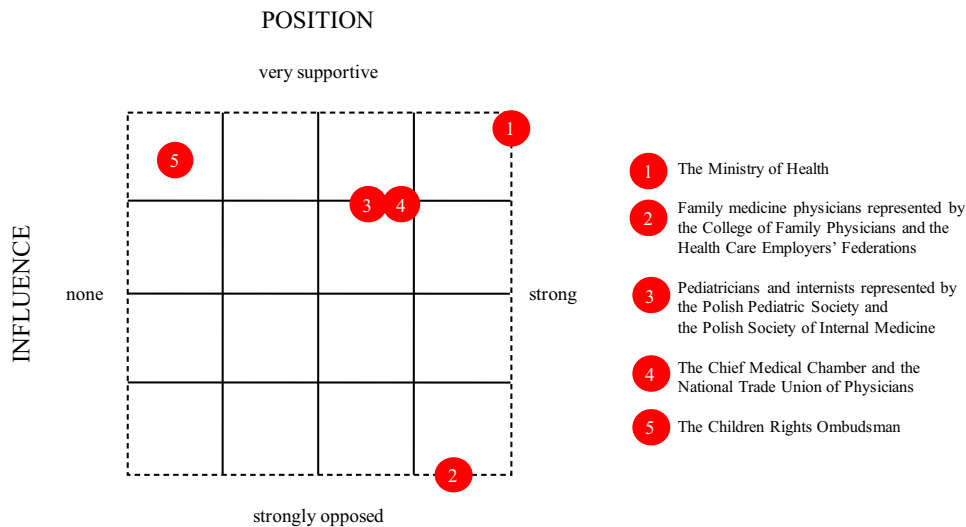 POSITION
very supportive
INFLUENCE
none
strong
strongly opposed
1
5
3
4
2
1 The Ministry of Health
2 Family medicine physicians represented by
the College of Family Physicians and the
Health Care Employers’ Federations
3 Pediatricians and internists represented by
the Polish Pediatric Society and
the Polish Society of Internal Medicine
4 The Chief Medical Chamber and the
National Trade Union of Physicians
5 The Children Rights Ombudsman